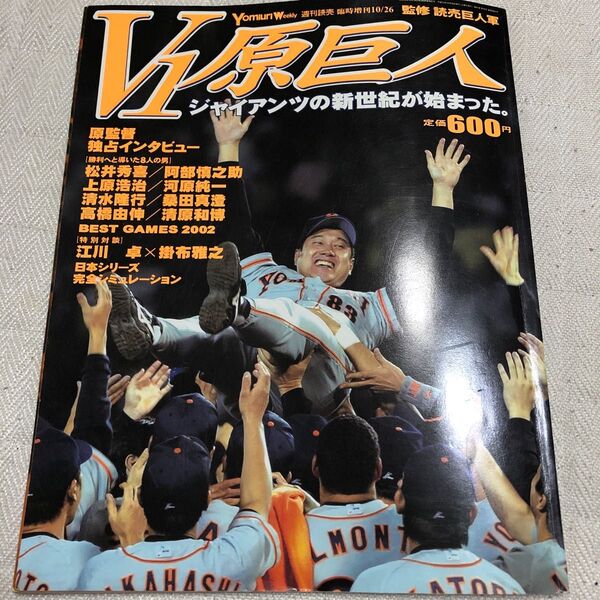 Yomiuri Weekly 週刊読売 臨時増刊10/26 監修 読売巨人軍
V1原巨人
ジャイアンツの新世紀が始まった。
定価600円
原監督
独占インタビュー
[勝利へと導いた8人の男]
松井秀喜／阿部慎之助
上原浩治／河原純一
清水隆行／桑田真澄
高橋由伸／清原和博
BEST GAMES 2002
[特別対談]
江川 卓×掛布雅之
日本シリーズ
完全シミュレーション
YOM
83
LMONT
AKAHASHI
ATO